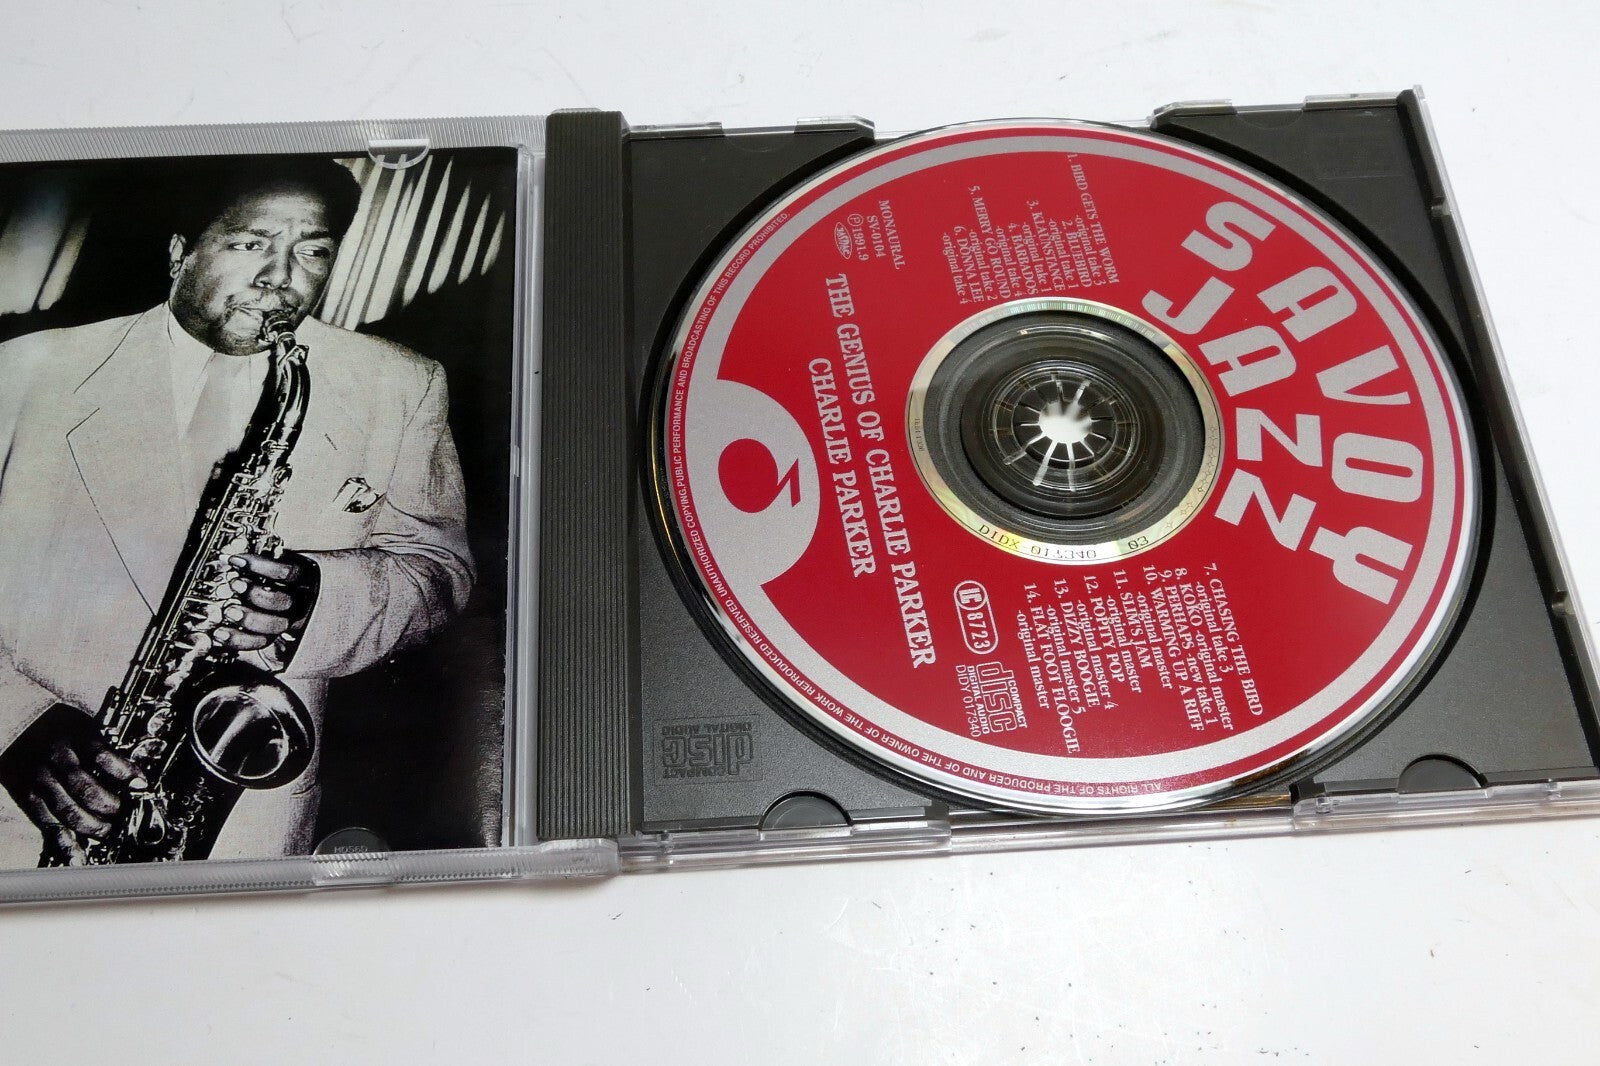 SAVOY
JAZZ
1. BIRD GETS THE WORM
-original take 3
2. BLUEBIRD
-original take 1
3. KLAUNSTANCE
-original take 1
4. BARBADOS
-original take 4
5. MERRY GO ROUND
-original take 2
6. DONNA LEE
-original take 4
MONAURAL
SV-010-4
Ⓟ1991.9
THE GENIUS OF CHARLIE PARKER
CHARLIE PARKER
7. CHASING THE BIRD
-original take 3
8. KOKO -original master
9. PERHAPS -new take 1
10. WARMING UP A RIFF
-original master
11. SLIM'S JAM
-original master
12. POPITY POP
-original master 4
13. DIZZY BOOGIE
-original master 5
14. FLAT FOOT FLOOGIE
-original master
LC
8723
COMPACT
disc
DIGITAL AUDIO
DIDY 017340
ALL RIGHTS OF THE PRODUCER AND OF THE OWNER OF THE WORK REPRODUCED RESERVED. UNAUTHORIZED COPYING, PUBLIC PERFORMANCE AND BROADCASTING OF THIS RECORD PROHIBITED.
COMPACT
disc
DIGITAL AUDIO